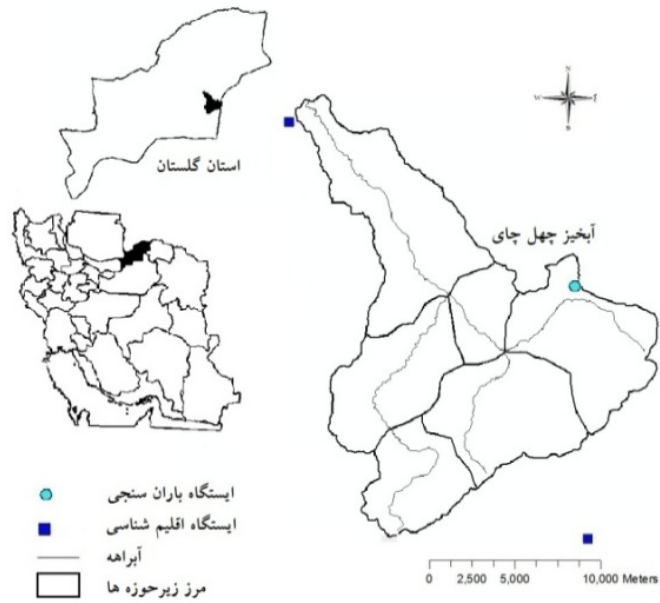 استان گلستان
N
W E
S
آبخیز چهل چای
ایستگاه باران سنجی
ایستگاه اقلیم شناسی
آبراهه
مرز زیرحوزه ها
0 2,500 5,000 10,000 Meters